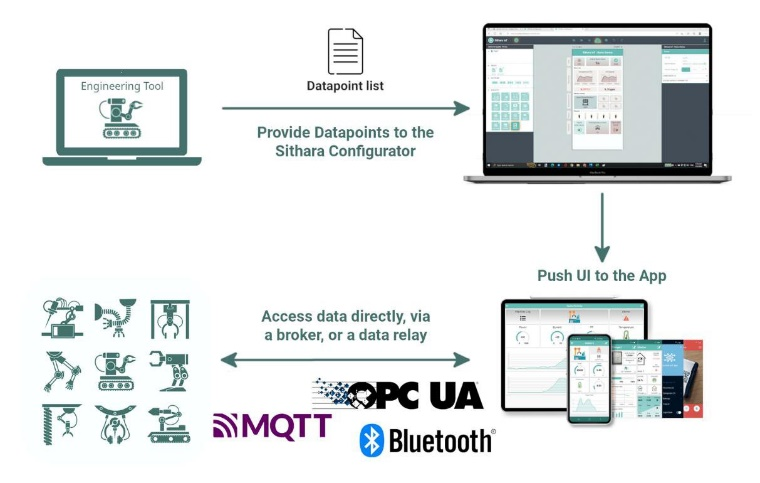 Engineering Tool
Datapoint list
Provide Datapoints to the
Sithara Configurator
Push UI to the App
Access data directly, via
a broker, or a data relay
OPC UA
MQTT
Bluetooth®